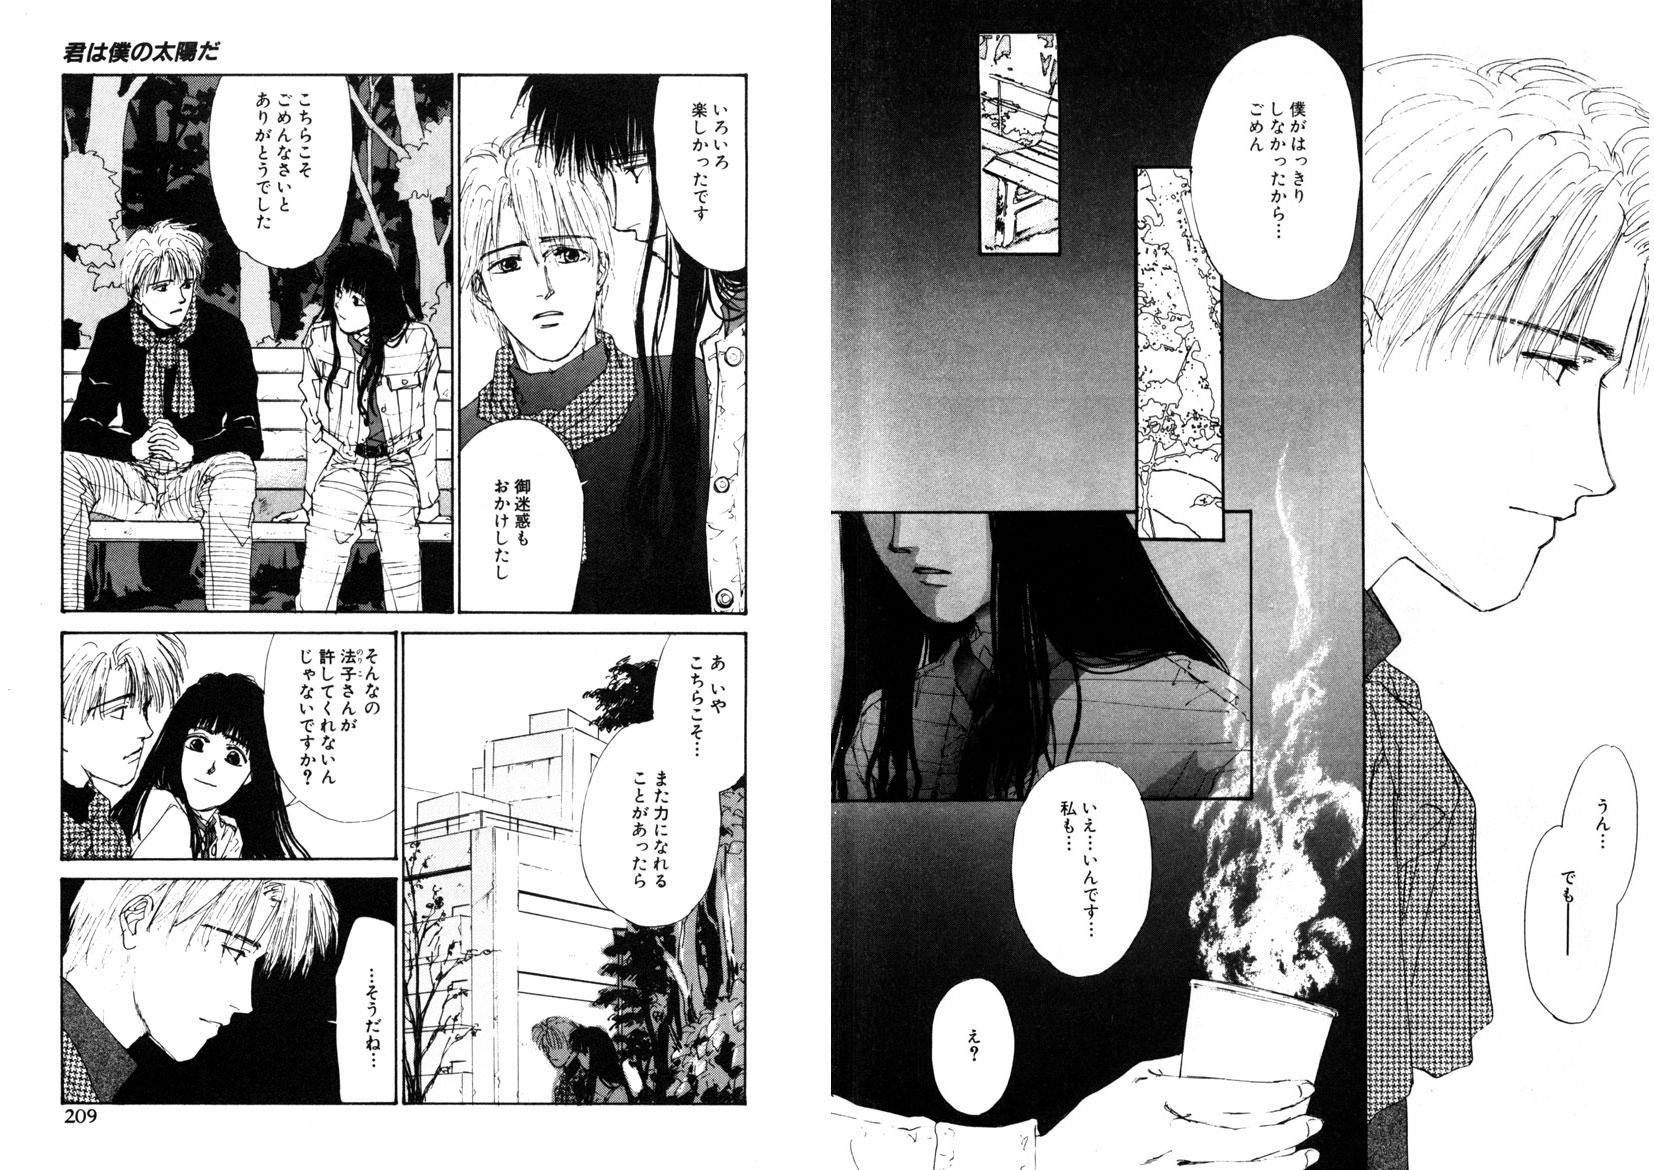 僕がはっきり
しなかったから…
ごめん
いえ…いんです…
私も…
うん…
でも――
え?
君は僕の太陽だ
いろいろ
楽しかったです
御迷惑も
おかけしたし
こちらこそ
ごめんなさいと
ありがとうでした
あ いや
こちらこそ…
また力になれる
ことがあったら
そんなの
法子さんが
のりこ
許してくれないん
じゃないですか?
…そうだね…
209